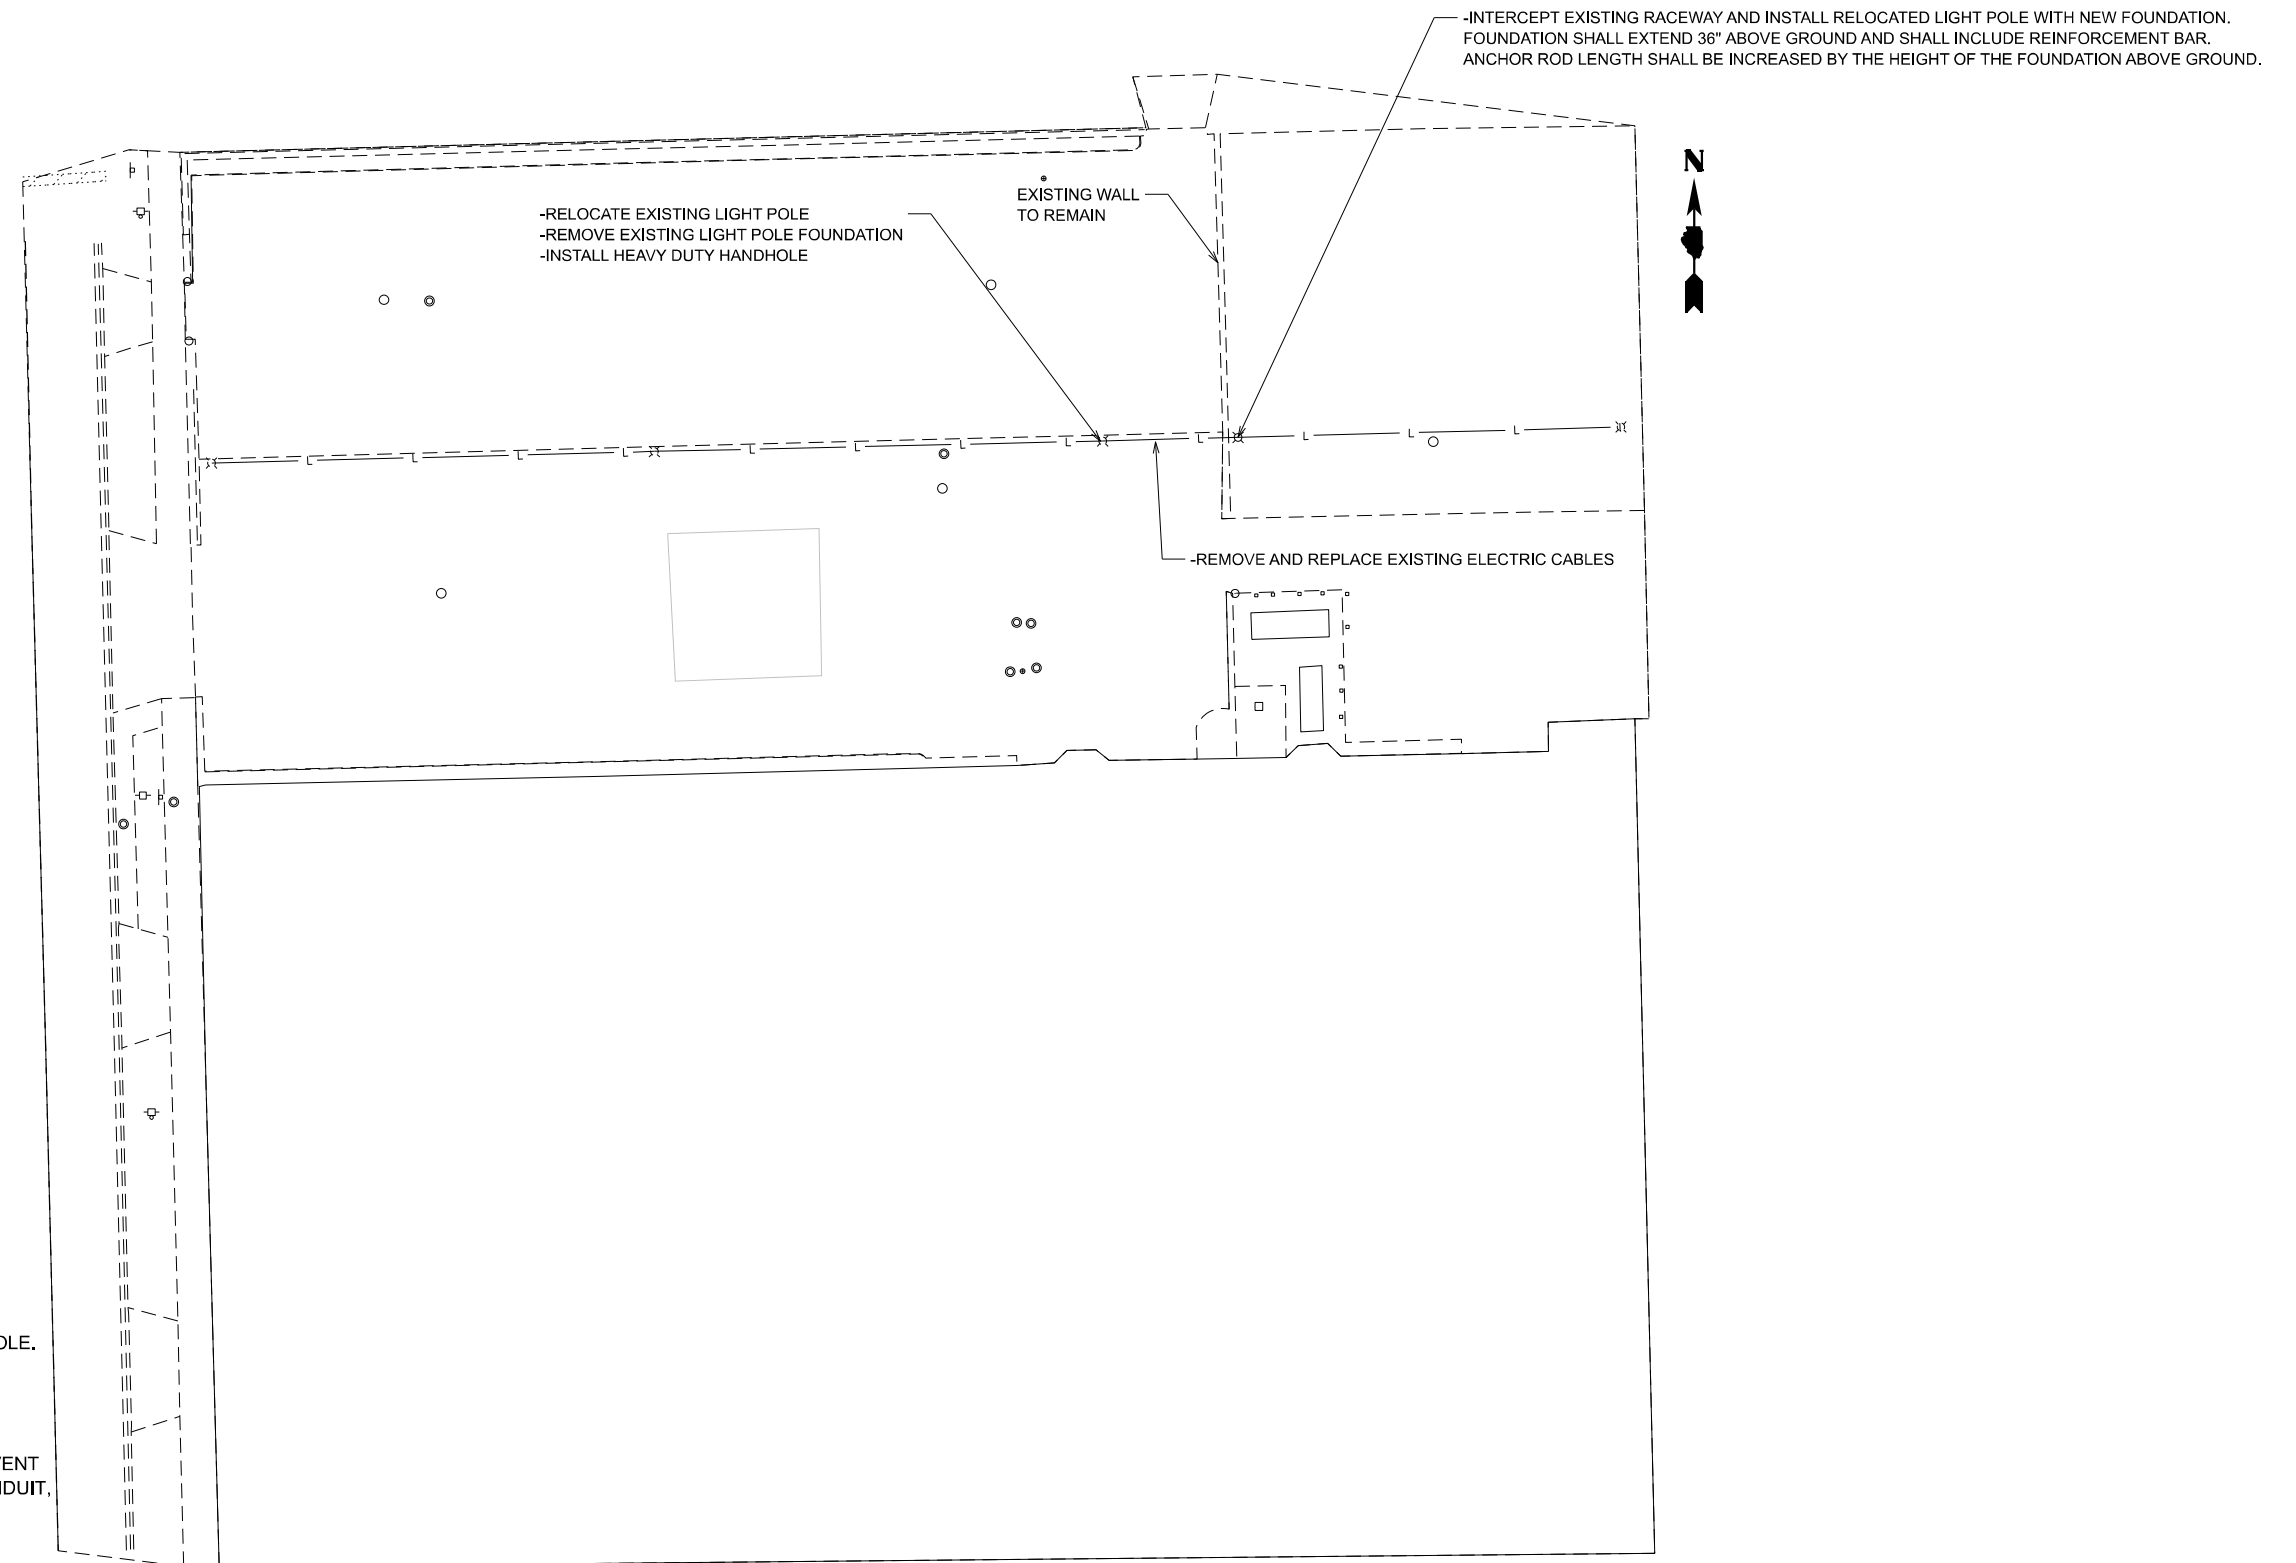 -INTERCEPT EXISTING RACEWAY AND INSTALL RELOCATED LIGHT POLE WITH NEW FOUNDATION.
FOUNDATION SHALL EXTEND 36" ABOVE GROUND AND SHALL INCLUDE REINFORCEMENT BAR.
ANCHOR ROD LENGTH SHALL BE INCREASED BY THE HEIGHT OF THE FOUNDATION ABOVE GROUND.
N
EXISTING WALL
TO REMAIN
-RELOCATE EXISTING LIGHT POLE
-REMOVE EXISTING LIGHT POLE FOUNDATION
-INSTALL HEAVY DUTY HANDHOLE
L L L L L L L L L L L L
-REMOVE AND REPLACE EXISTING ELECTRIC CABLES